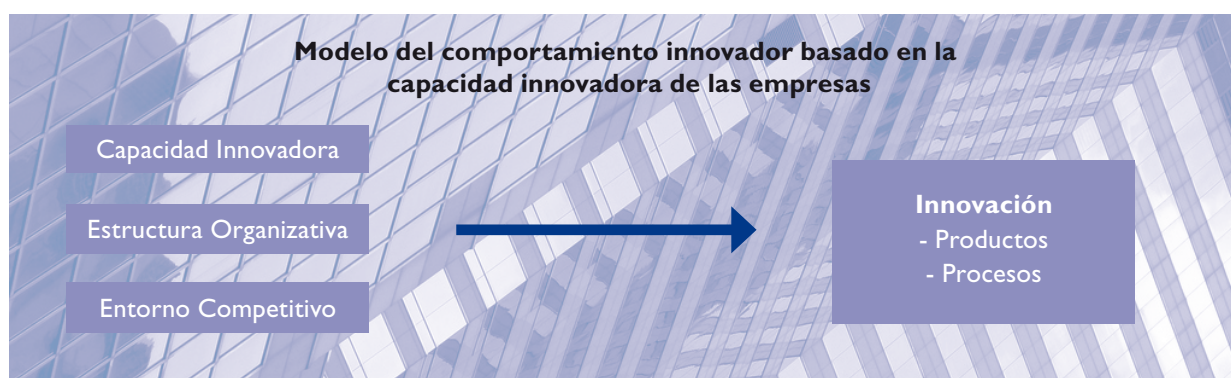 Modelo del comportamiento innovador basado en la
capacidad innovadora de las empresas
Capacidad Innovadora
Estructura Organizativa
Entorno Competitivo
Innovación
- Productos
- Procesos